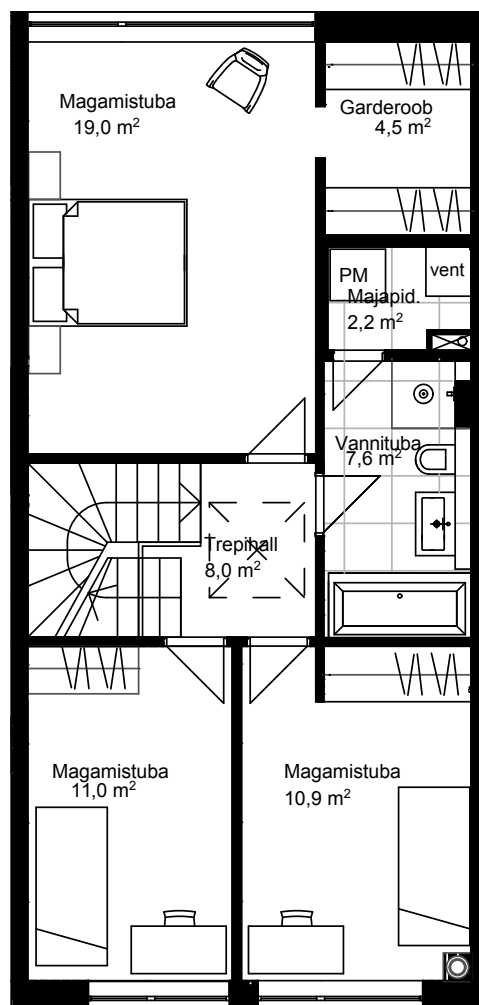 Magamistuba
19,0 m²
Garderoob
4,5 m²
PM
vent
Majapid.
2,2 m²
Vannituba
7,6 m²
Trepihall
8,0 m²
Magamistuba
11,0 m²
Magamistuba
10,9 m²